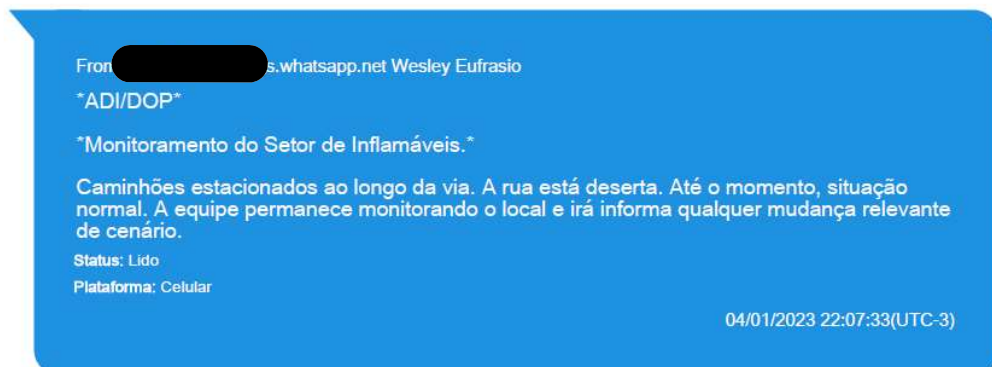 From s.whatsapp.net Wesley Eufrasio
*ADI/DOP*
*Monitoramento do Setor de Inflamáveis.*
Caminhões estacionados ao longo da via. A rua está deserta. Até o momento, situação
normal. A equipe permanece monitorando o local e irá informa qualquer mudança relevante
de cenário.
Status: Lido
Plataforma: Celular
04/01/2023 22:07:33(UTC-3)